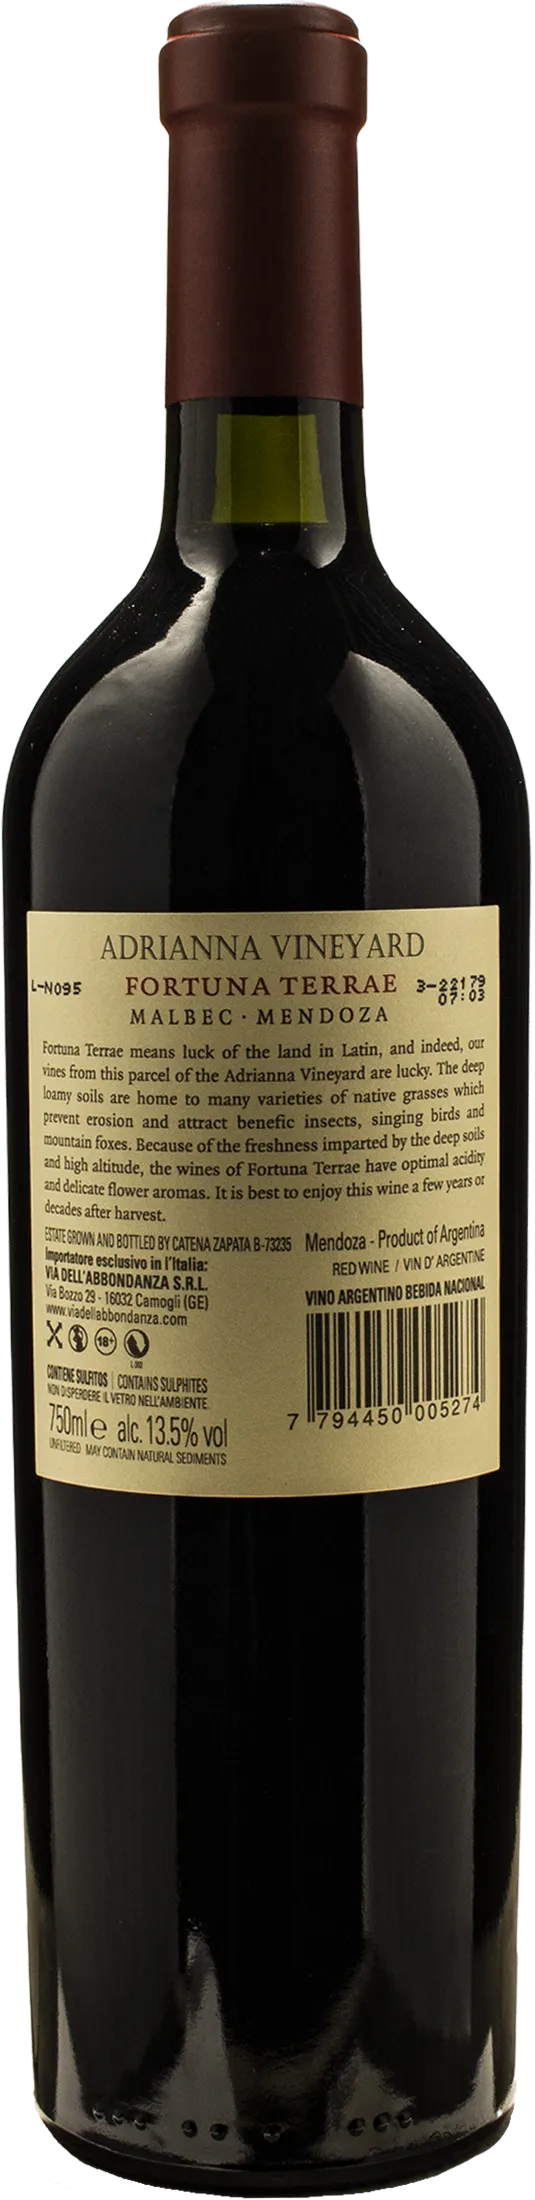 ADRIANNA VINEYARD
L-N095 FORTUNA TERRAE 3-22179
07:03
MALBEC · MENDOZA
Fortuna Terrae means luck of the land in Latin, and indeed, our
vines from this parcel of the Adrianna Vineyard are lucky. The deep
loamy soils are home to many varieties of native grasses which
prevent erosion and attract benefic insects, singing birds and
mountain foxes. Because of the freshness imparted by the deep soils
and high altitude, the wines of Fortuna Terrae have optimal acidity
and delicate flower aromas. It is best to enjoy this wine a few years or
decades after harvest.
ESTATE GROWN AND BOTTLED BY CATENA ZAPATA B-73235
Importatore esclusivo in l'Italia:
VIA DELL'ABBONDANZA S.R.L.
Via Bozzo 29 - 16032 Camogli (GE)
www.viadellabbondanza.com
18+
L 002
CONTIENE SULFITOS | CONTAINS SULPHITES
NON DISPERDERE IL VETRO NELL'AMBIENTE
750ml e alc. 13.5% vol
UNFILTERED MAY CONTAIN NATURAL SEDIMENTS
Mendoza - Product of Argentina
RED WINE / VIN D' ARGENTINE
VINO ARGENTINO BEBIDA NACIONAL
7 794450 005274